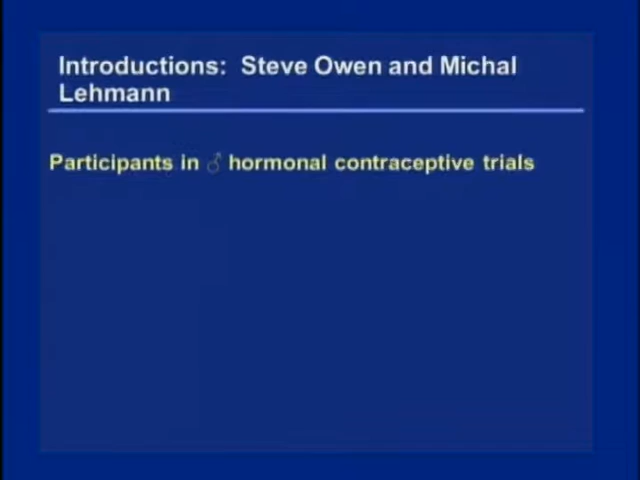 Introductions: Steve Owen and Michal
Lehmann
Participants in ♂ hormonal contraceptive trials